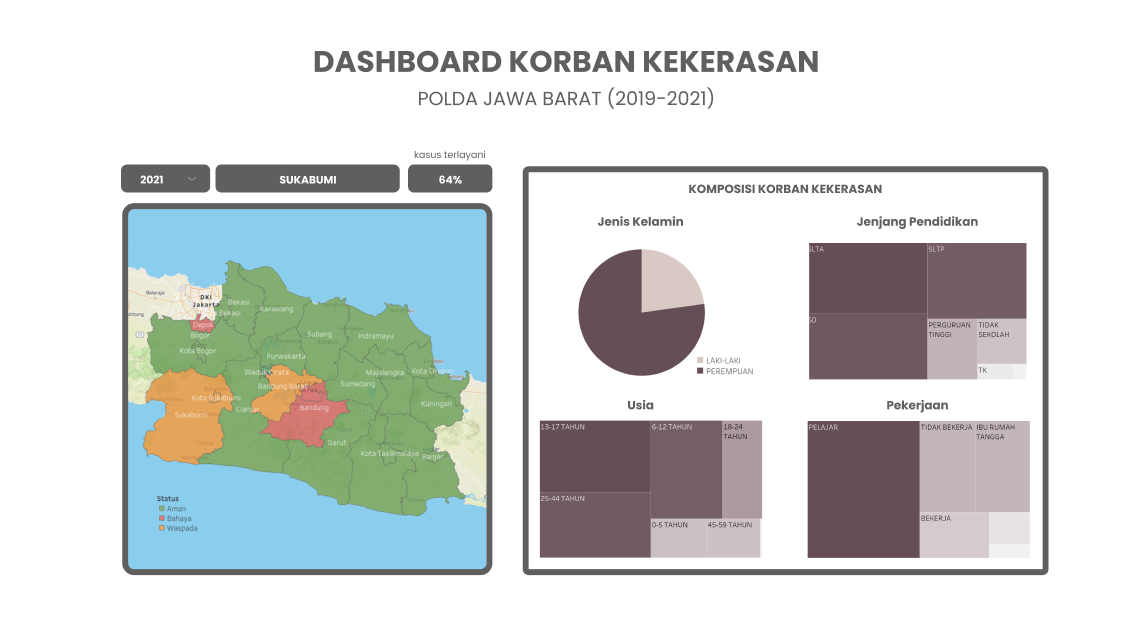 DASHBOARD KORBAN KEKERASAN
POLDA JAWA BARAT (2019-2021)
kasus terlayani
2021
SUKABUMI
64%
DKI
Jakarta
Balaraja
Bekasi
Bekasi
Karawang
Depok
Bogor
Kota Bogor
Subang
Indramayu
Purwakarta
Bandung Barat
Sumedang
Majalengka
Kota Cirebon
Kota Sukabumi
Sukabumi
Cianjur
Bandung
Kuningan
Garut
Kota Tasikmalaya
Banjar
Status
Aman
Bahaya
Waspada
KOMPOSISI KORBAN KEKERASAN
Jenis Kelamin
LAKI-LAKI
PEREMPUAN
Jenjang Pendidikan
SLTA
SLTP
SD
PERGURUAN
TINGGI
TIDAK
SEKOLAH
TK
Usia
13-17 TAHUN
6-12 TAHUN
18-24
TAHUN
25-44 TAHUN
0-5 TAHUN
45-59 TAHUN
Pekerjaan
PELAJAR
TIDAK BEKERJA
IBU RUMAH
TANGGA
BEKERJA